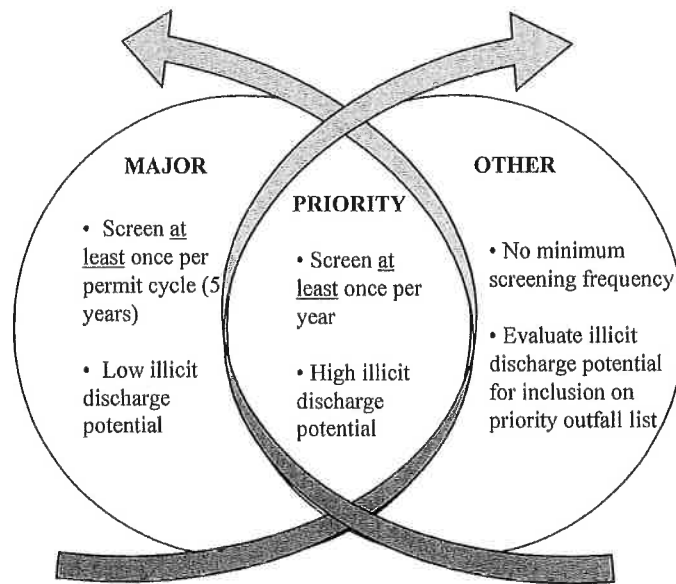 MAJOR
• Screen at
least once per
permit cycle (5
years)
• Low illicit
discharge
potential
PRIORITY
• Screen at
least once per
year
• High illicit
discharge
potential
OTHER
• No minimum
screening frequency
• Evaluate illicit
discharge potential
for inclusion on
priority outfall list